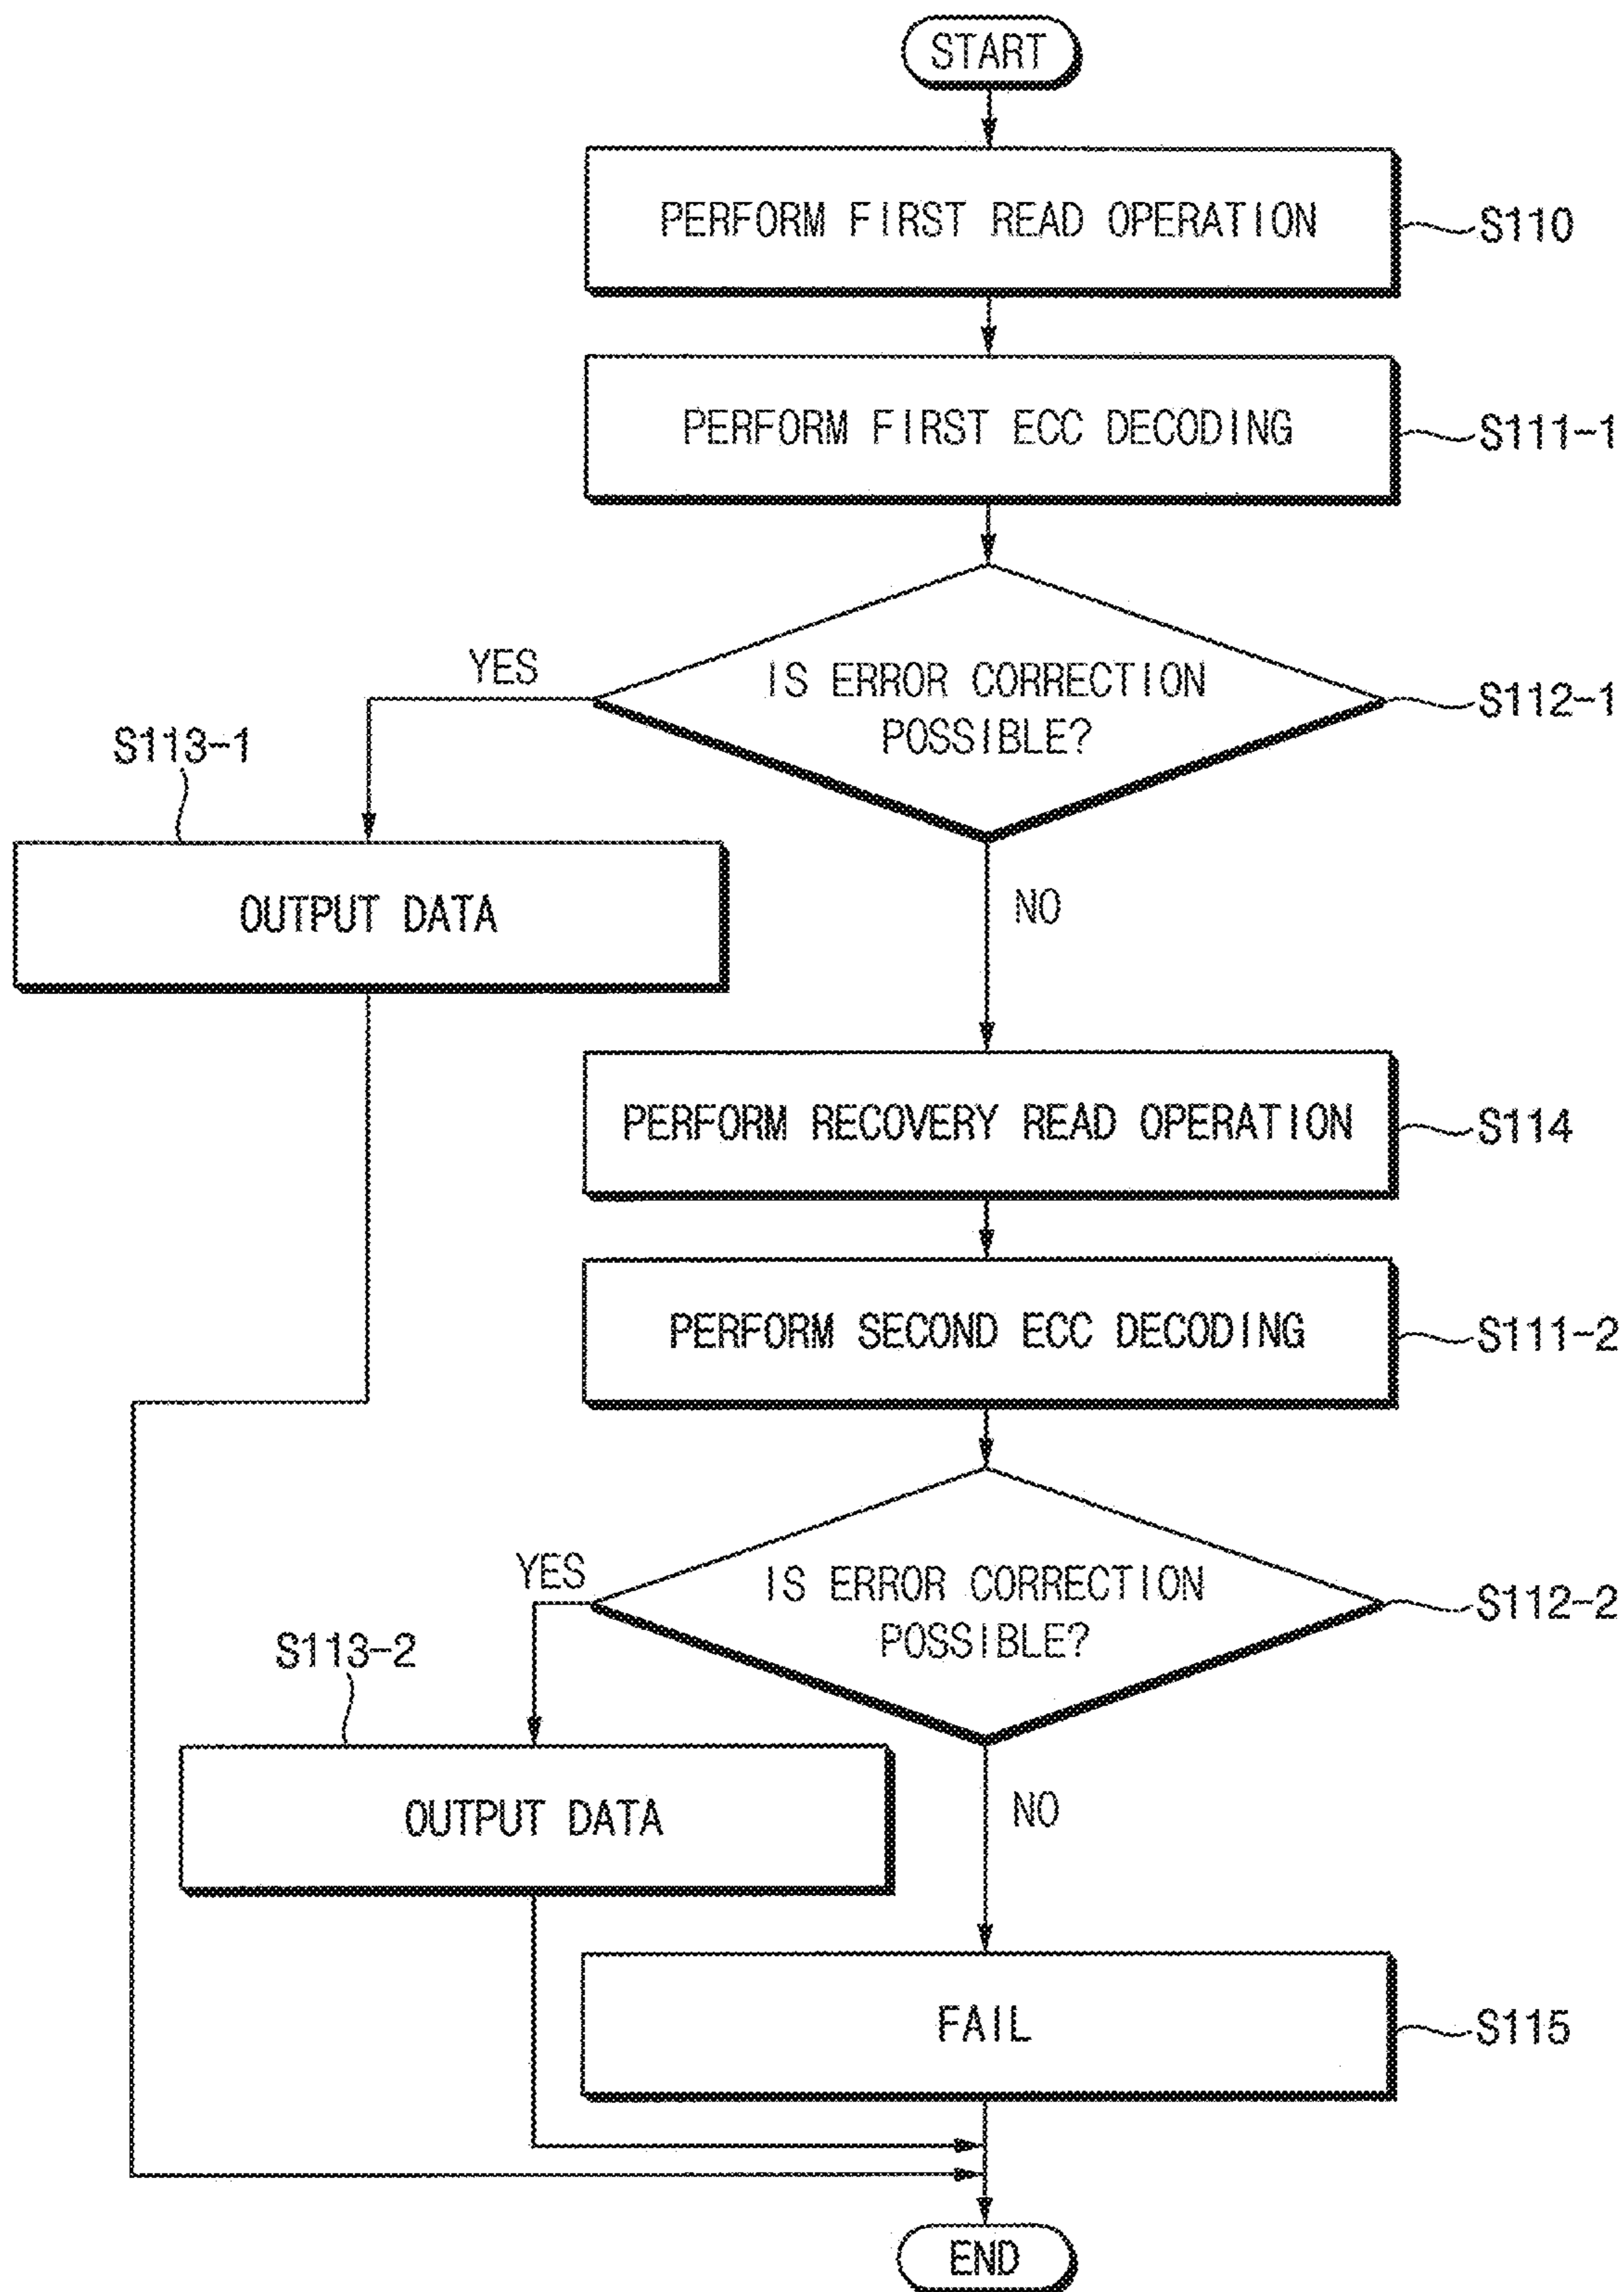 START
PERFORM FIRST READ OPERATION
S110
PERFORM FIRST ECC DECODING
S111-1
YES
IS ERROR CORRECTION
POSSIBLE?
S112-1
S113-1
OUTPUT DATA
NO
PERFORM RECOVERY READ OPERATION
S114
PERFORM SECOND ECC DECODING
S111-2
YES
IS ERROR CORRECTION
POSSIBLE?
S112-2
S113-2
OUTPUT DATA
NO
FAIL
S115
END